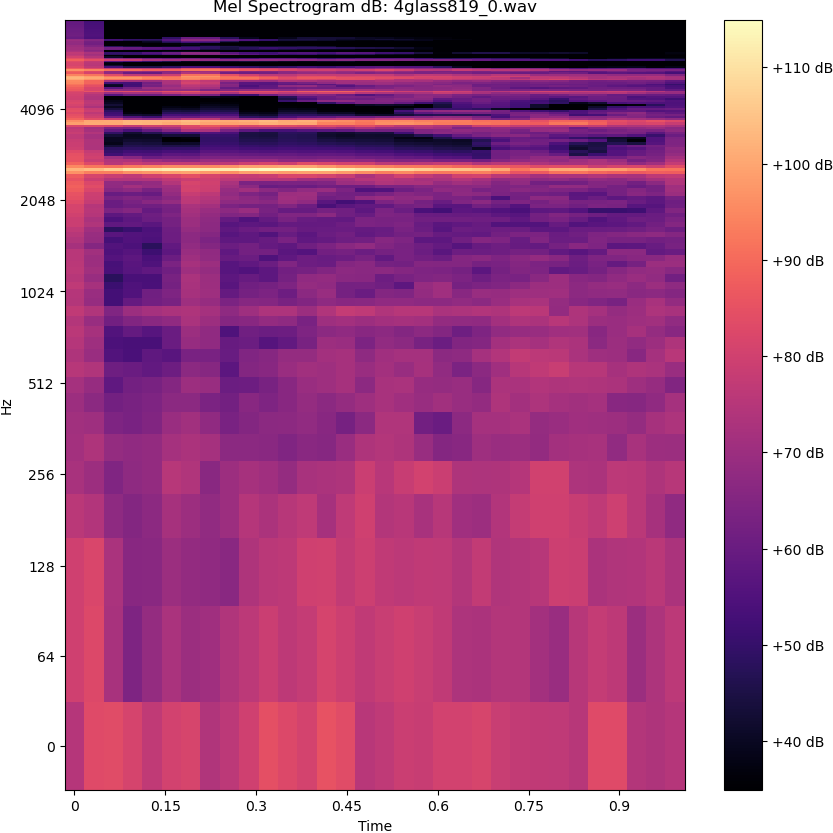 Mel Spectrogram dB: 4glass819_0.wav
4096
2048
1024
512
256
128
64
0
Hz
0 0.15 0.3 0.45 0.6 0.75 0.9
Time
+110 dB
+100 dB
+90 dB
+80 dB
+70 dB
+60 dB
+50 dB
+40 dB